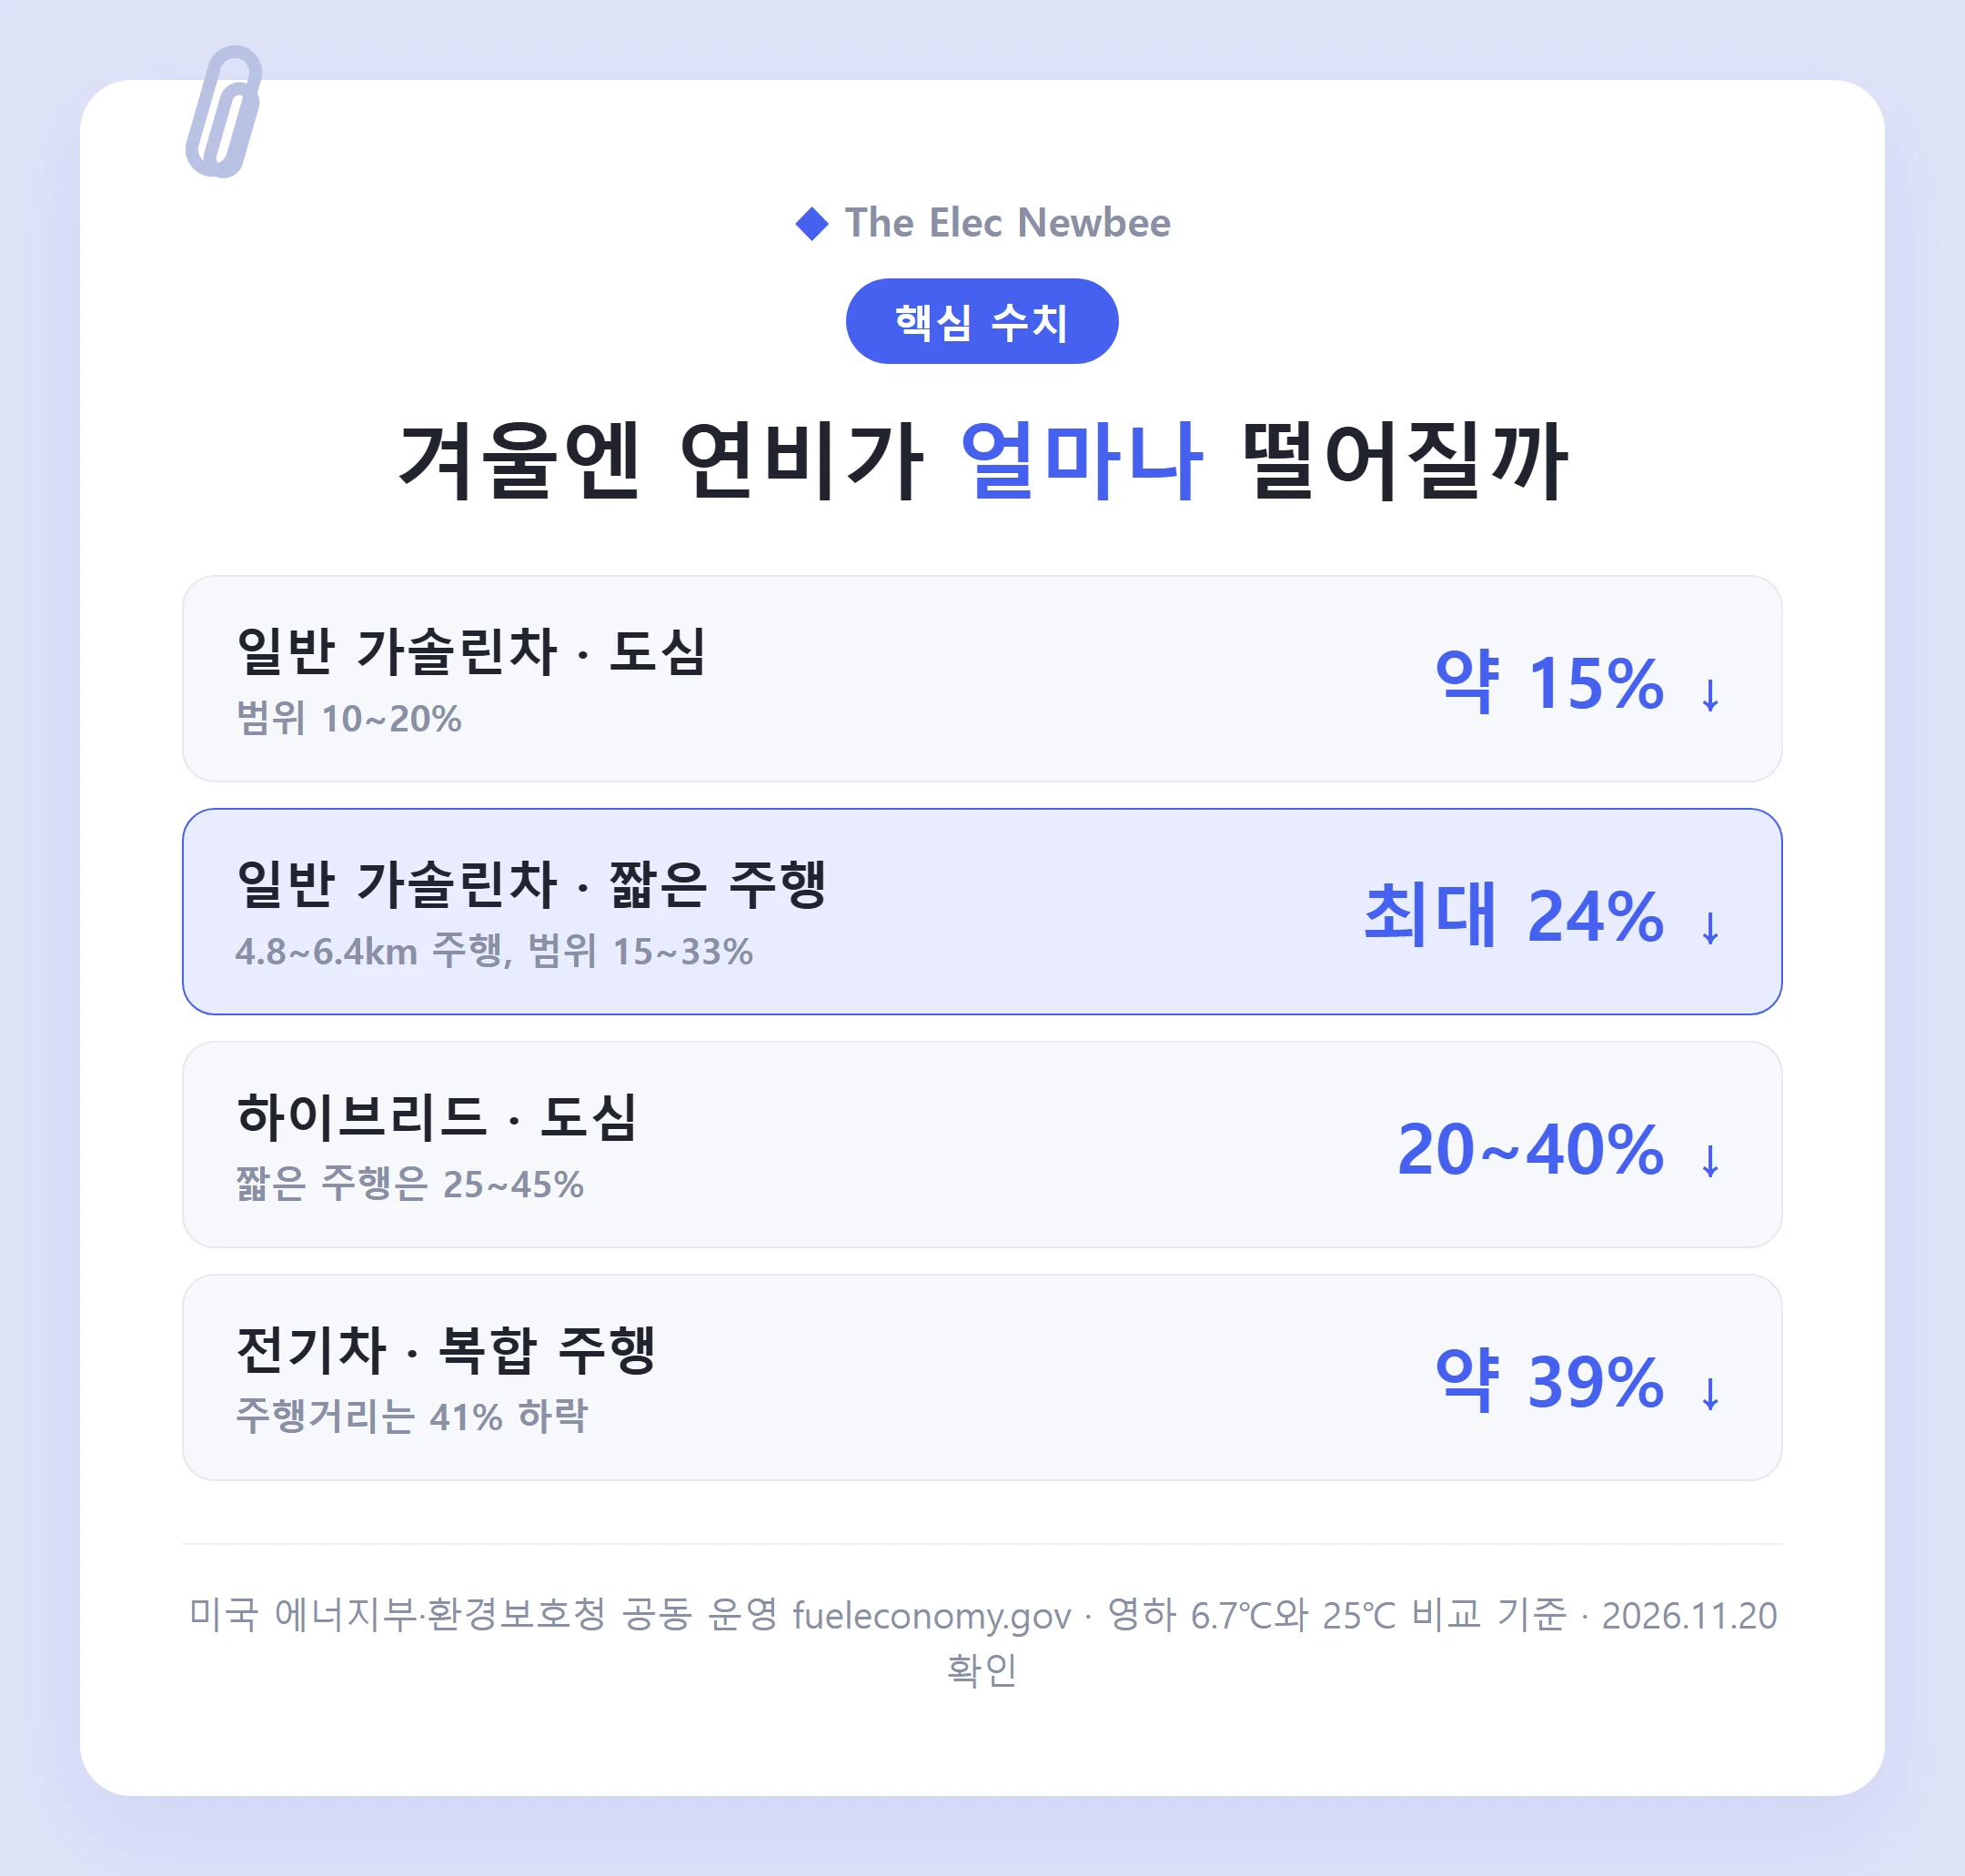 The Elec Newbee
핵심 수치
겨울엔 연비가 얼마나 떨어질까
일반 가솔린차 · 도심
범위 10~20%
약 15% ↓
일반 가솔린차 · 짧은 주행
4.8~6.4km 주행, 범위 15~33%
최대 24% ↓
하이브리드 · 도심
짧은 주행은 25~45%
20~40% ↓
전기차 · 복합 주행
주행거리는 41% 하락
약 39% ↓
미국 에너지부·환경보호청 공동 운영 fueleconomy.gov · 영하 6.7℃와 25℃ 비교 기준 · 2026.11.20
확인